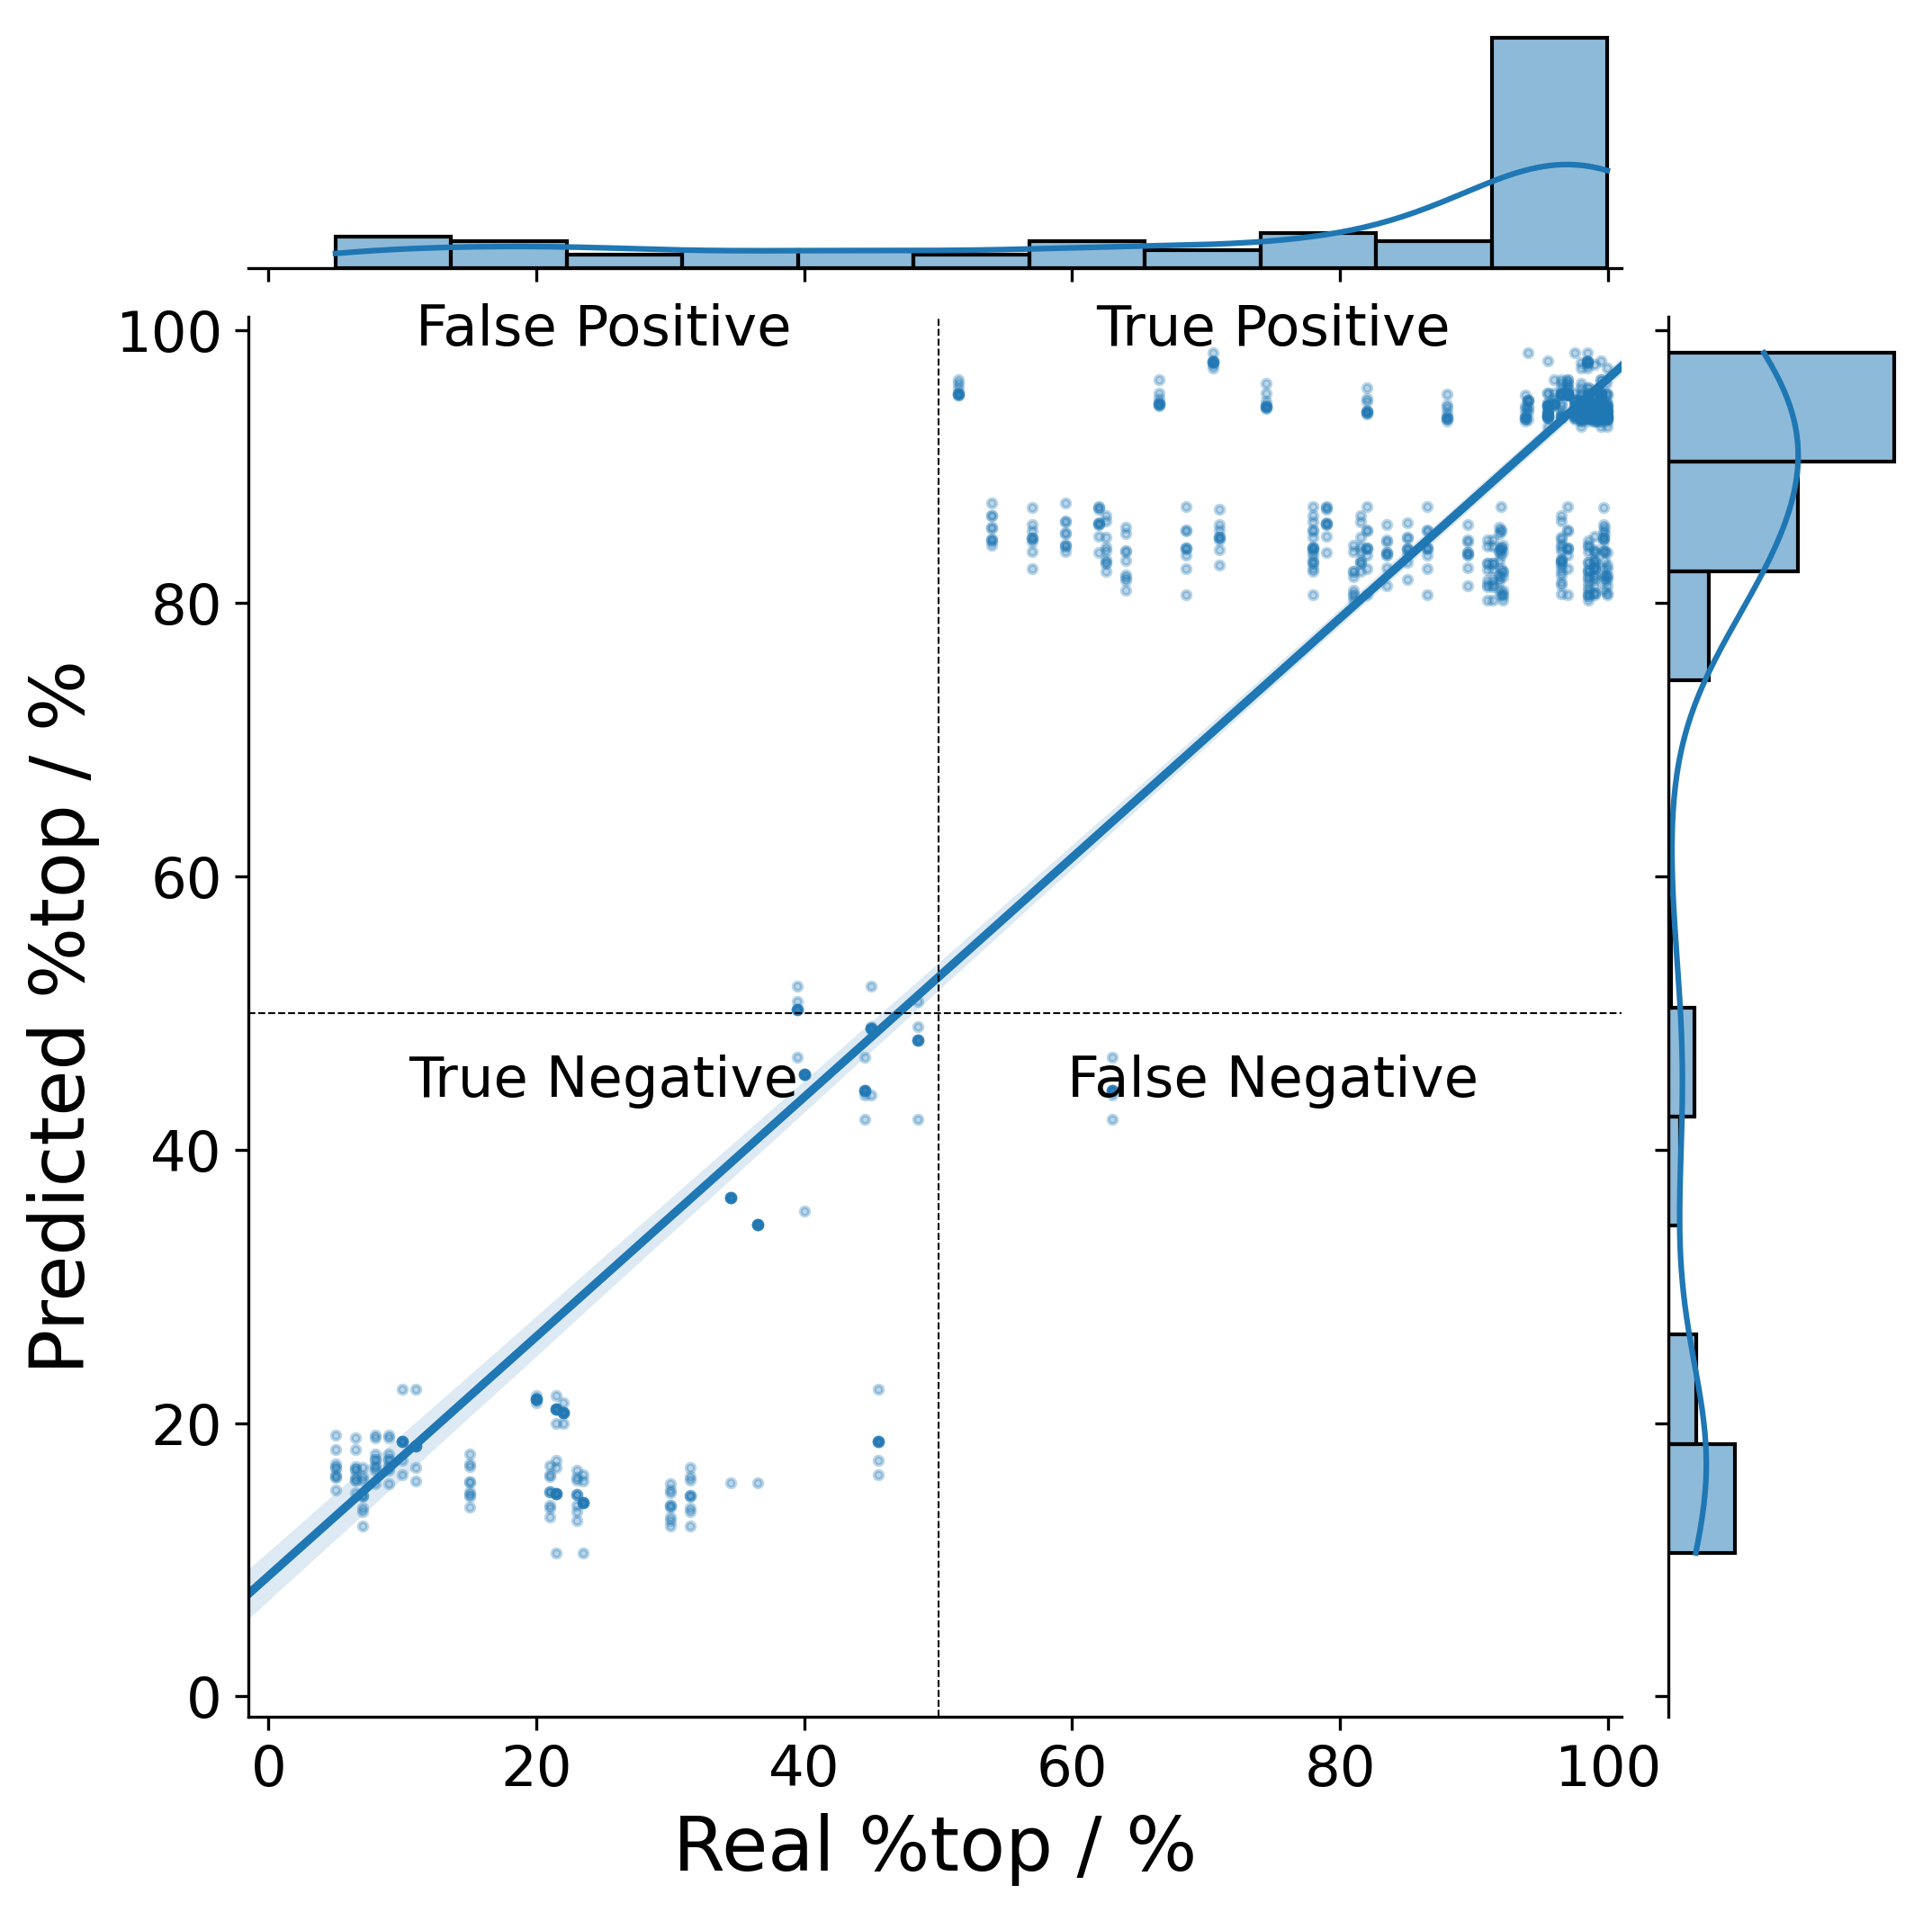 False Positive
True Positive
100
80
60
40
20
0
True Negative
False Negative
0
20
40
60
80
100
Real %top / %
Predicted %top / %